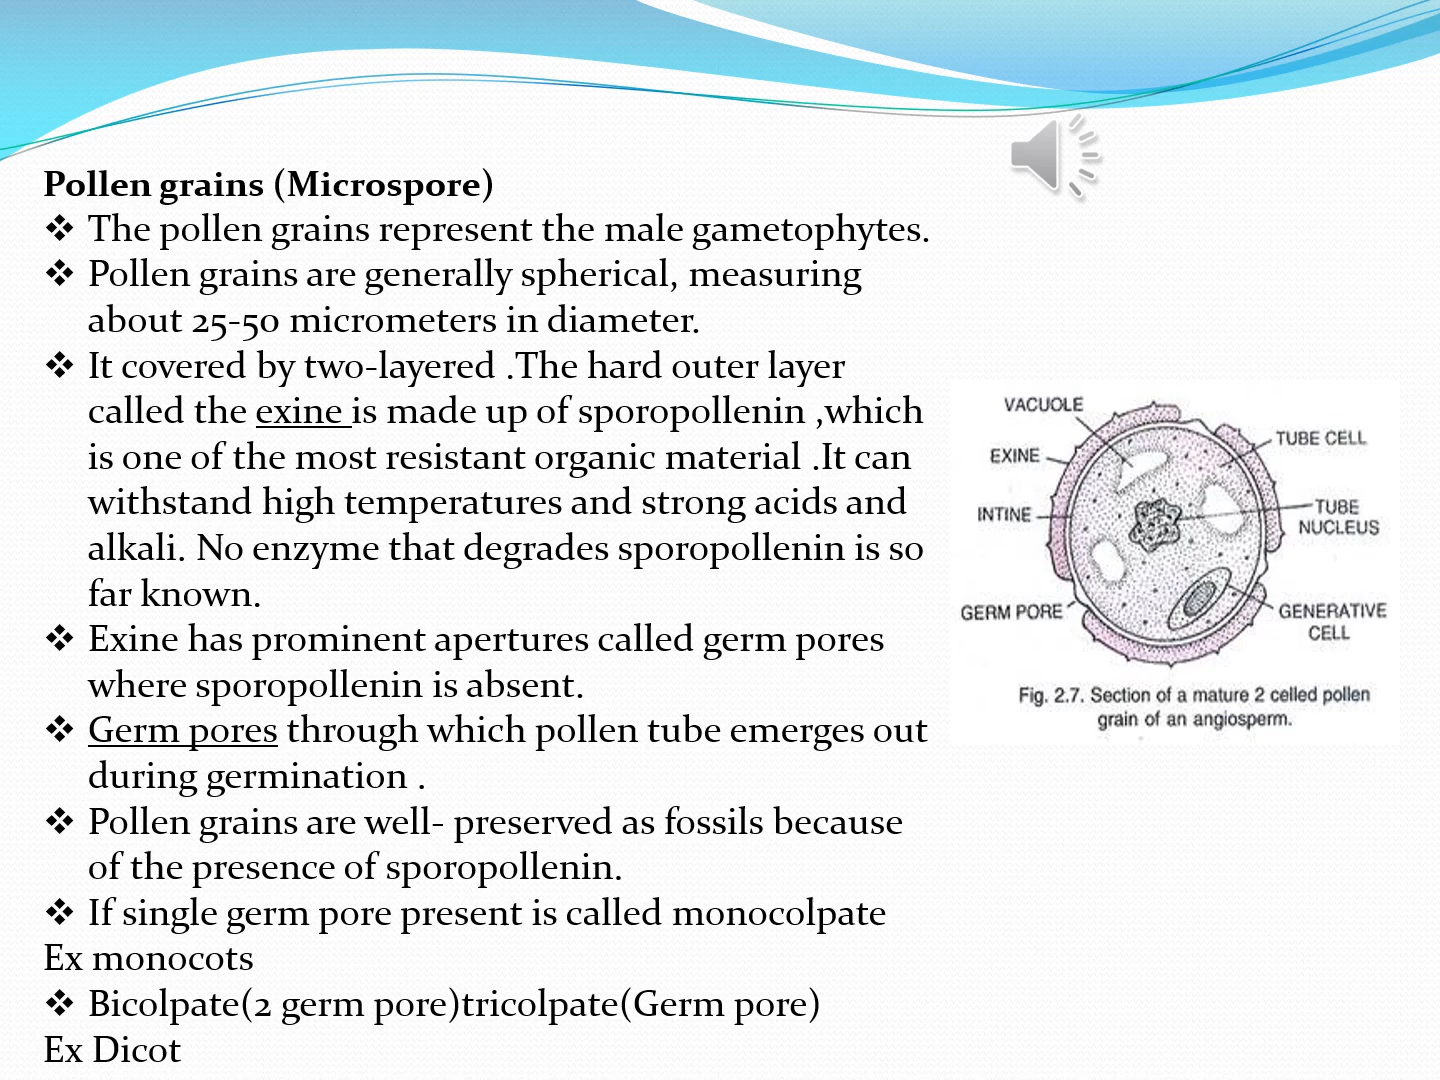 Pollen grains (Microspore)
❖ The pollen grains represent the male gametophytes.
❖ Pollen grains are generally spherical, measuring
about 25-50 micrometers in diameter.
❖ It covered by two-layered .The hard outer layer
called the exine is made up of sporopollenin ,which
is one of the most resistant organic material .It can
withstand high temperatures and strong acids and
alkali. No enzyme that degrades sporopollenin is so
far known.
❖ Exine has prominent apertures called germ pores
where sporopollenin is absent.
❖ Germ pores through which pollen tube emerges out
during germination .
❖ Pollen grains are well- preserved as fossils because
of the presence of sporopollenin.
❖ If single germ pore present is called monocolpate
Ex monocots
❖ Bicolpate(2 germ pore)tricolpate(Germ pore)
Ex Dicot
VACUOLE
TUBE CELL
EXINE
INTINE
TUBE
NUCLEUS
GERM PORE
GENERATIVE
CELL
Fig. 2.7. Section of a mature 2 celled pollen
grain of an angiosperm.